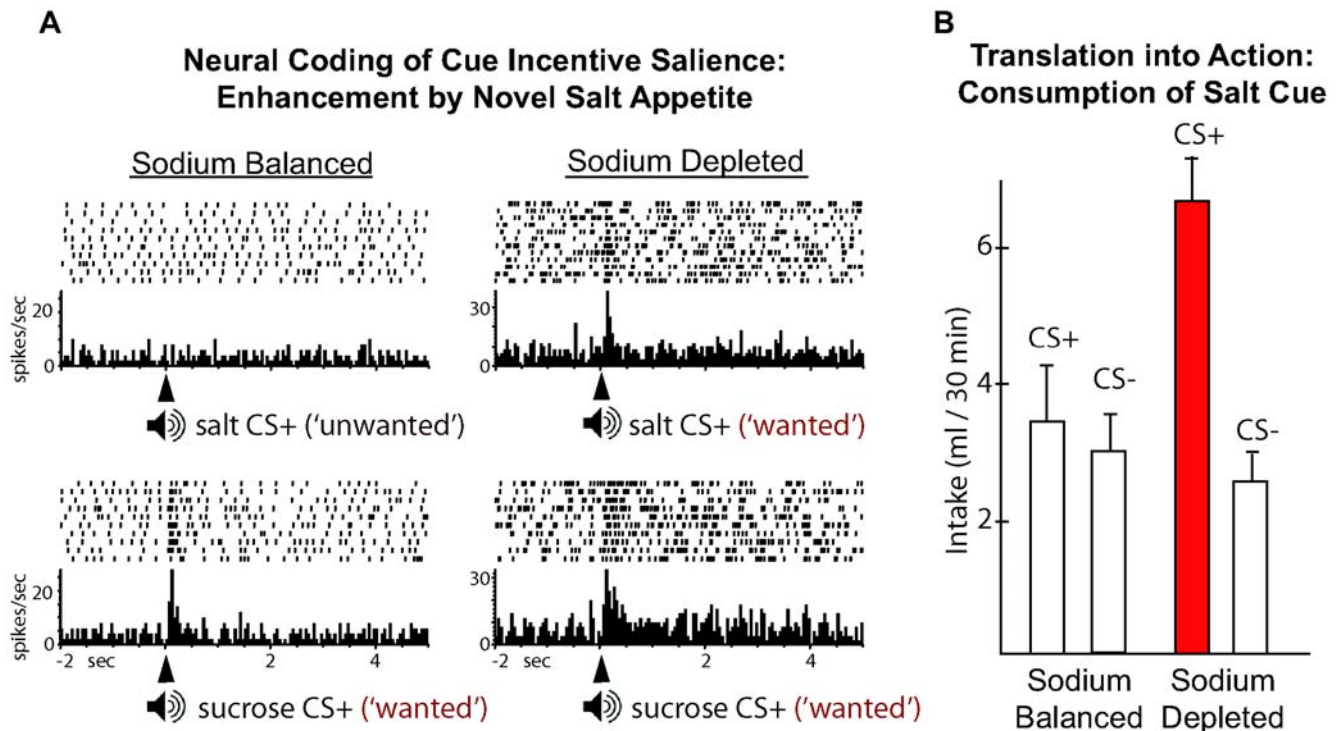 A
Neural Coding of Cue Incentive Salience:
Enhancement by Novel Salt Appetite
Sodium Balanced
Sodium Depleted
spikes/sec
20
0
30
0
salt CS+ ('unwanted')
salt CS+ ('wanted')
spikes/sec
20
0
-2 sec 2 4
30
0
-2 sec 2 4
sucrose CS+ ('wanted')
sucrose CS+ ('wanted')
B
Translation into Action:
Consumption of Salt Cue
Intake (ml / 30 min)
6
4
2
CS+
CS-
CS+
CS-
Sodium
Balanced
Sodium
Depleted